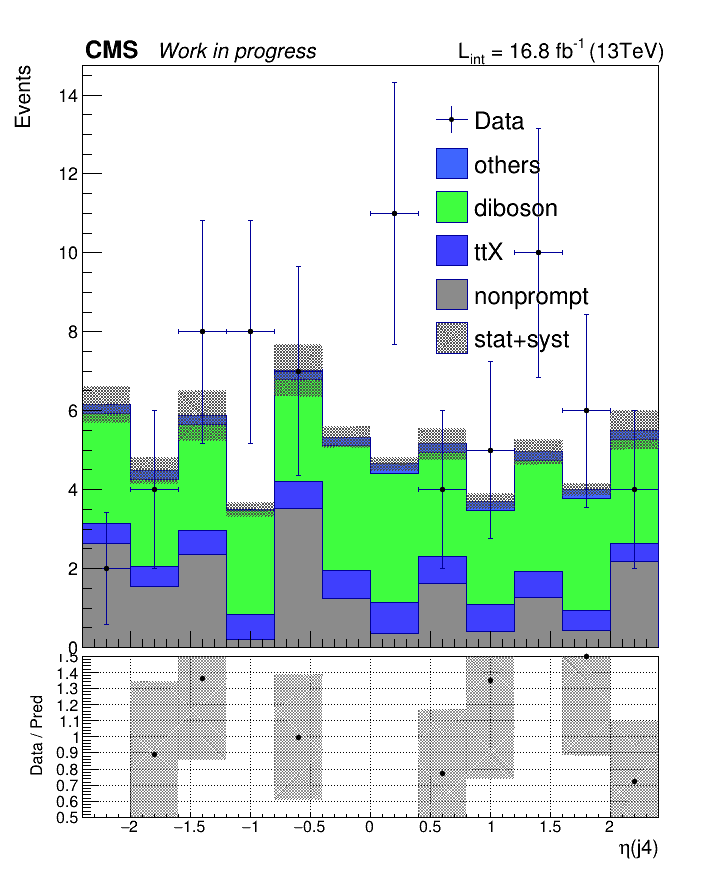 CMS Work in progress L_int = 16.8 fb^-1 (13TeV)
Events
14
12
10
8
6
4
2
0
Data
others
diboson
ttX
nonprompt
stat+syst
Data / Pred
1.5
1.4
1.3
1.2
1.1
1
0.9
0.8
0.7
0.6
0.5
−2 −1.5 −1 −0.5 0 0.5 1 1.5 2
η(j4)